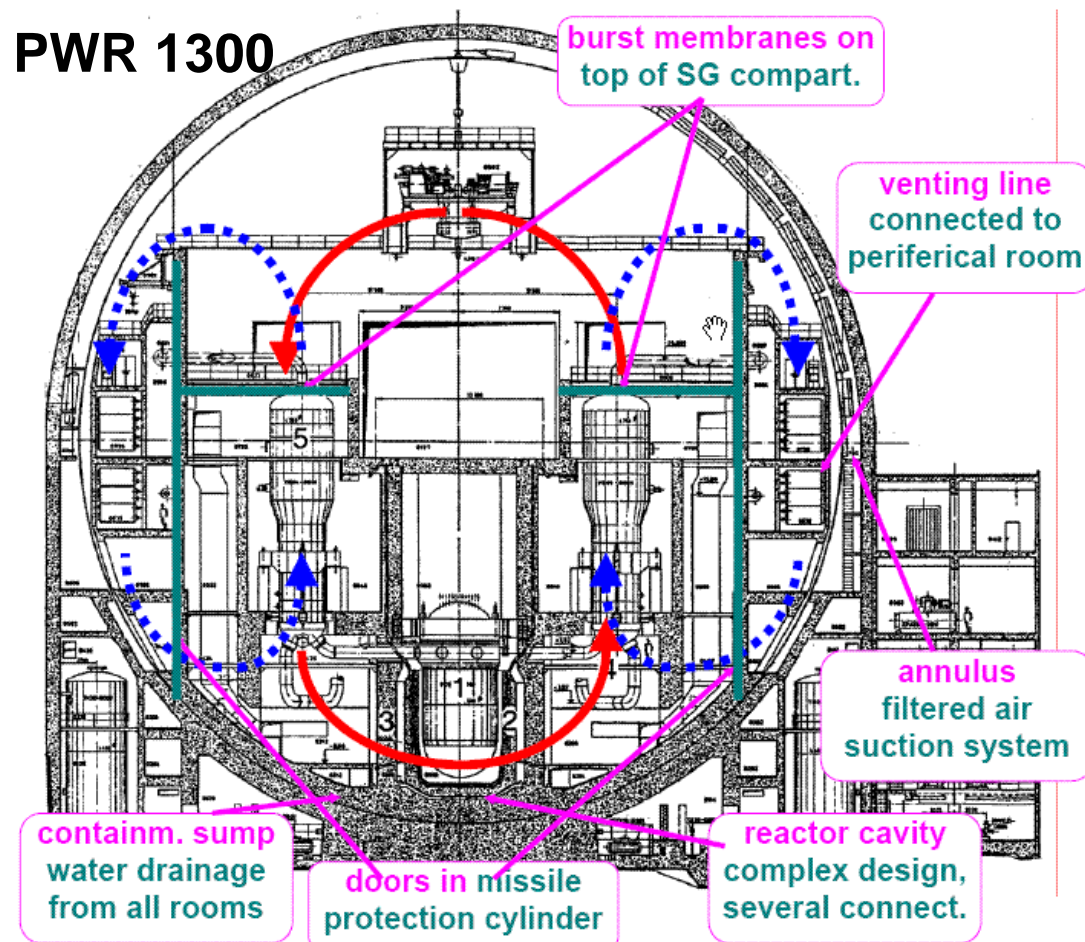 PWR 1300
burst membranes on
top of SG compart.
venting line
connected to
periferical room
5
1
3
2
4
annulus
filtered air
suction system
containm. sump
water drainage
from all rooms
doors in missile
protection cylinder
reactor cavity
complex design,
several connect.